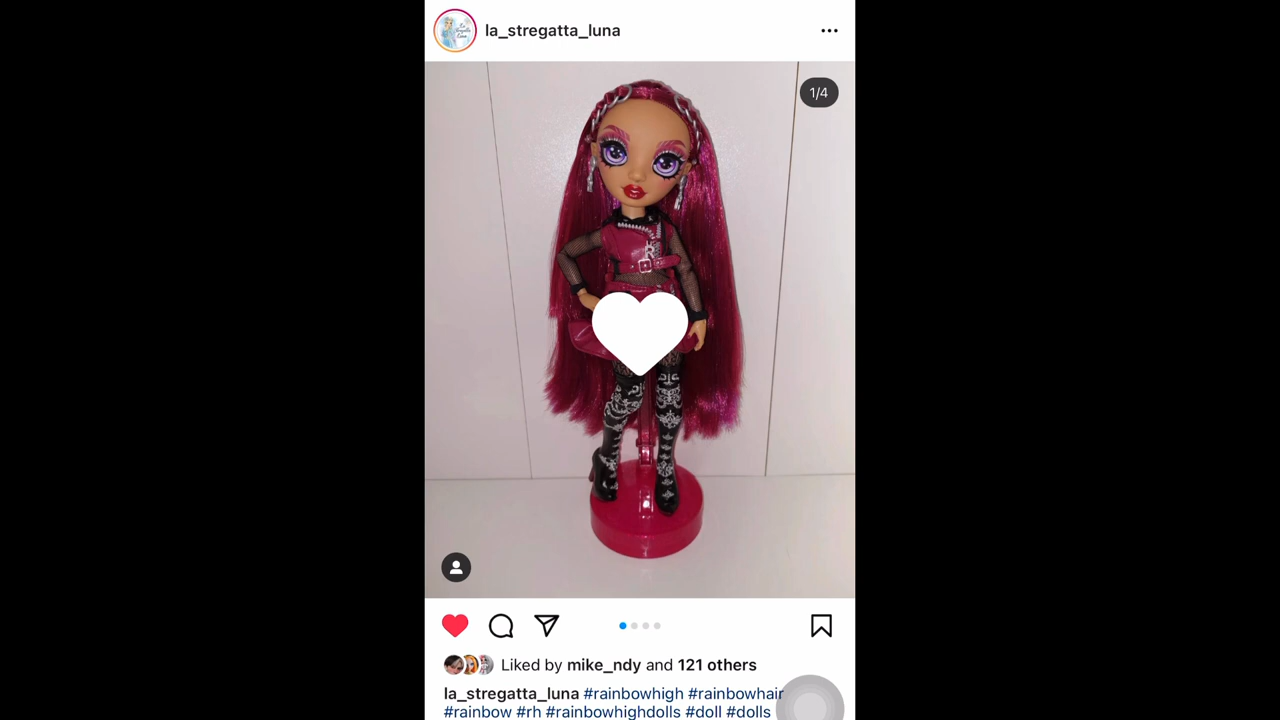 la_stregatta_luna
1/4
Liked by mike_ndy and 121 others
la_stregatta_luna #rainbowhigh #rainbowhair
#rainbow #rh #rainbowhighdolls #doll #dolls